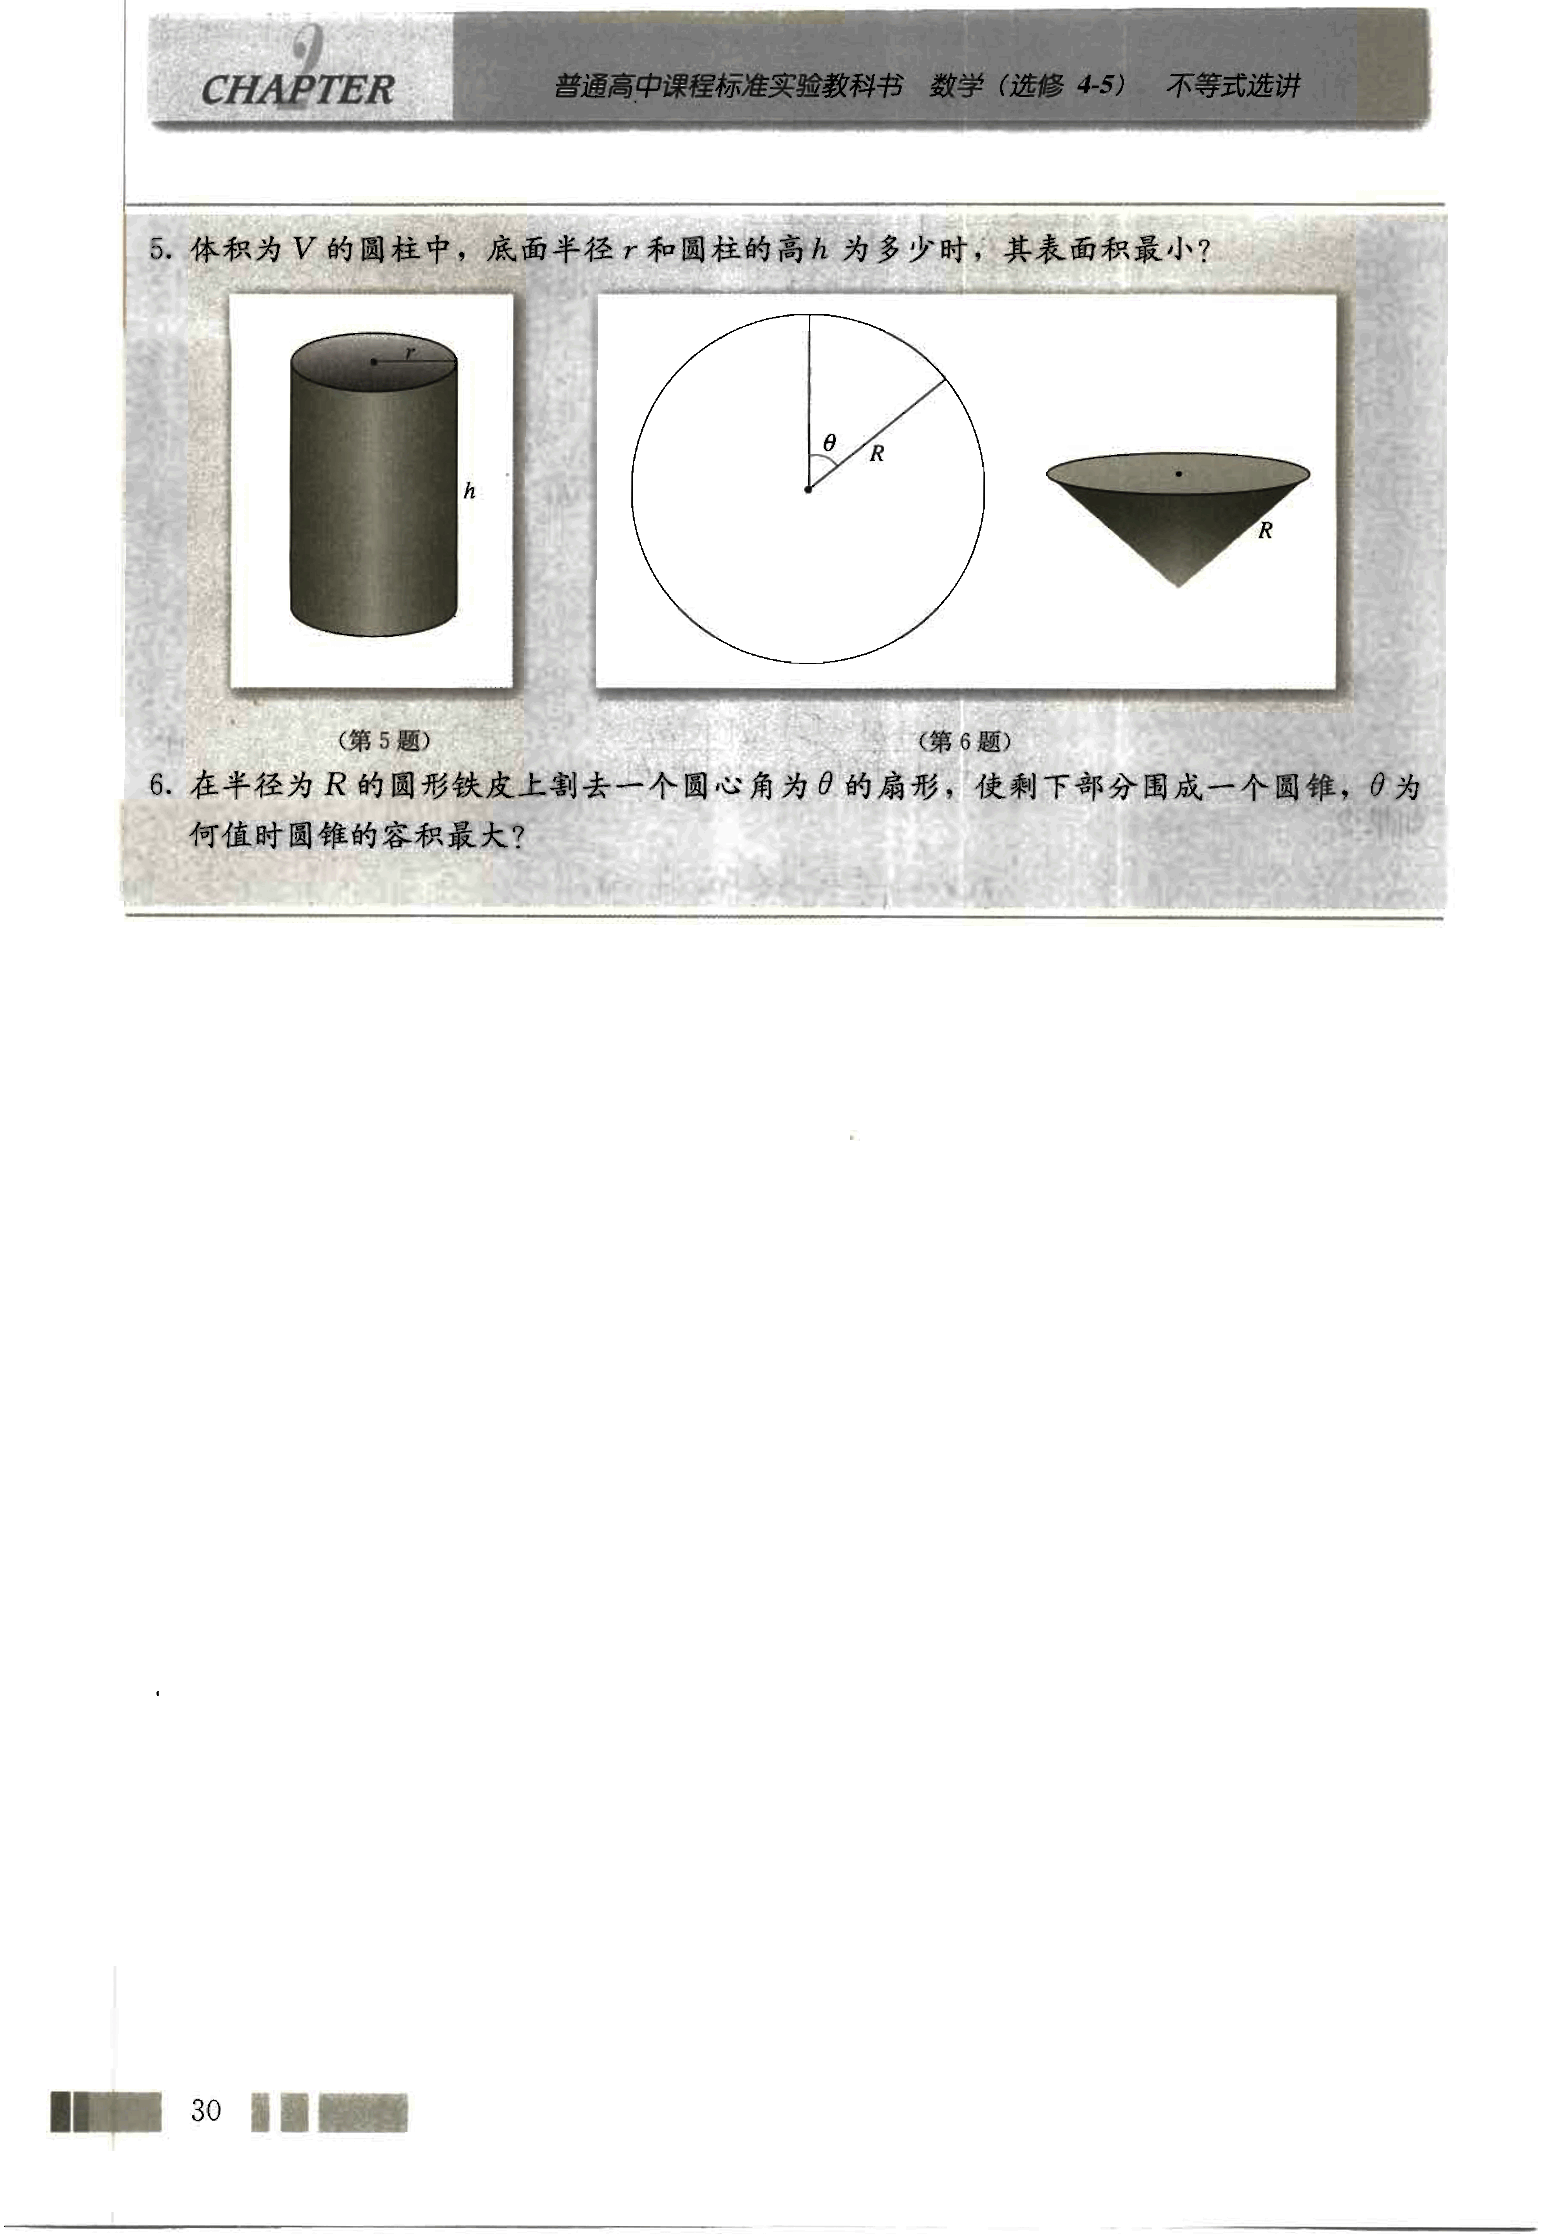 CHAPTER
普通高中课程标准实验教科书 数学(选修 4-5) 不等式选讲
5. 体积为 V 的圆柱中，底面半径 r 和圆柱的高 h 为多少时，其表面积最小?
r
h
θ
R
R
(第 5 题)
(第 6 题)
6. 在半径为 R 的圆形铁皮上割去一个圆心角为 θ 的扇形，使剩下部分围成一个圆锥，θ 为
何值时圆锥的容积最大?
30